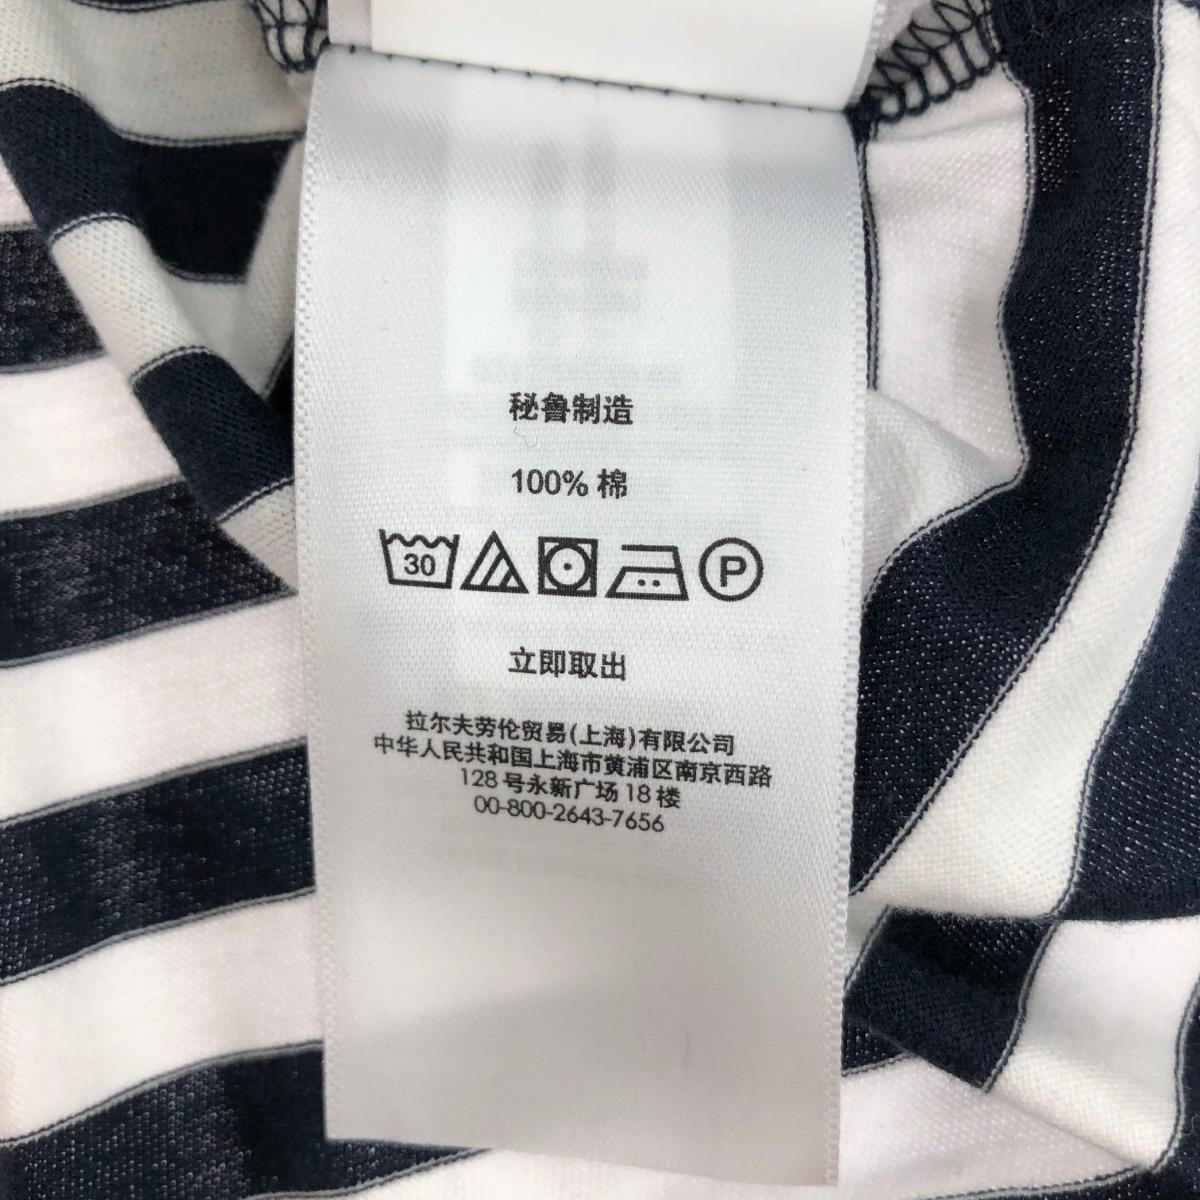 秘鲁制造
100% 棉
30 P
立即取出
拉尔夫劳伦贸易(上海)有限公司
中华人民共和国上海市黄浦区南京西路
128 号永新广场 18 楼
00-800-2643-7656